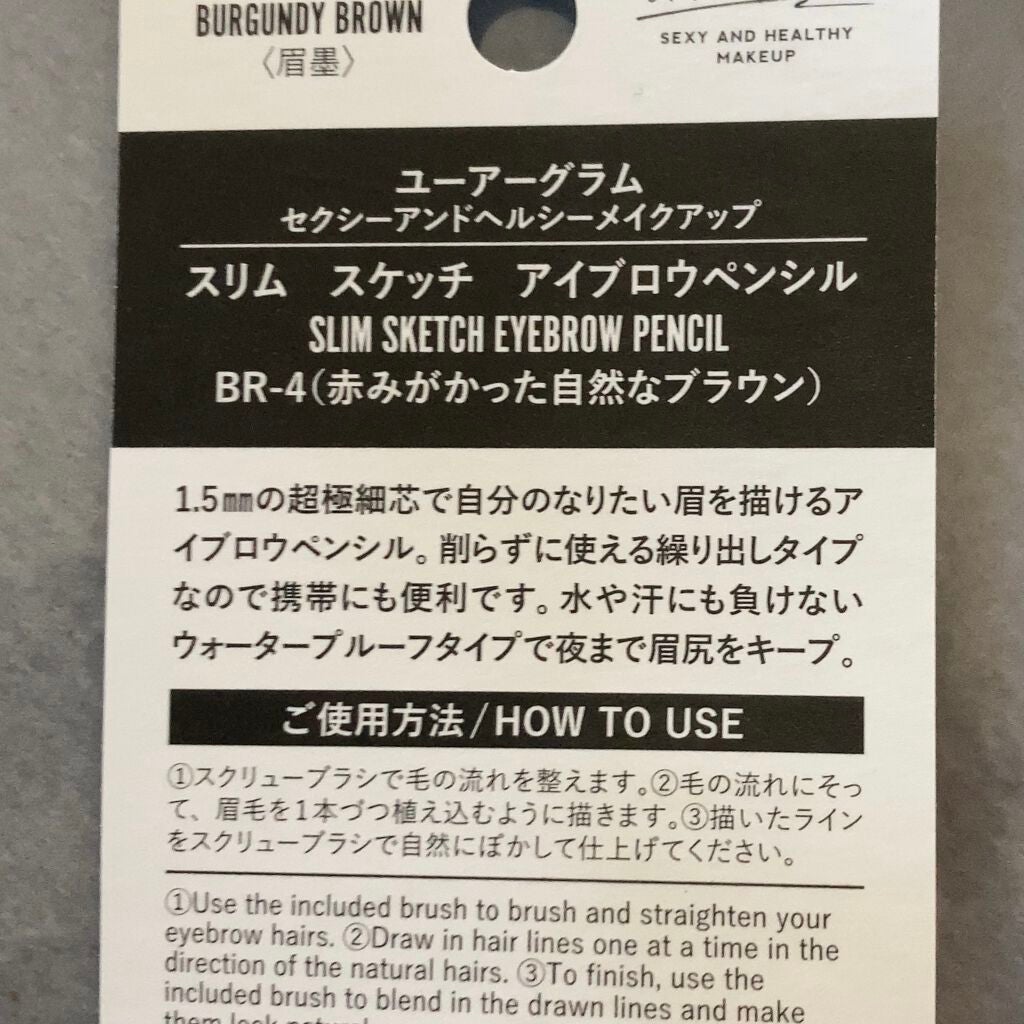 BURGUNDY BROWN
〈眉墨〉
SEXY AND HEALTHY
MAKEUP
ユーアーグラム
セクシーアンドヘルシーメイクアップ
スリム　スケッチ　アイブロウペンシル
SLIM SKETCH EYEBROW PENCIL
BR-4(赤みがかった自然なブラウン)
1.5㎜の超極細芯で自分のなりたい眉を描けるア
イブロウペンシル。削らずに使える繰り出しタイプ
なので携帯にも便利です。水や汗にも負けない
ウォータープルーフタイプで夜まで眉尻をキープ。
ご使用方法/HOW TO USE
①スクリューブラシで毛の流れを整えます。②毛の流れにそっ
て、眉毛を1本づつ植え込むように描きます。③描いたライン
をスクリューブラシで自然にぼかして仕上げてください。
①Use the included brush to brush and straighten your
eyebrow hairs. ②Draw in hair lines one at a time in the
direction of the natural hairs. ③To finish, use the
included brush to blend in the drawn lines and make
them look natural.